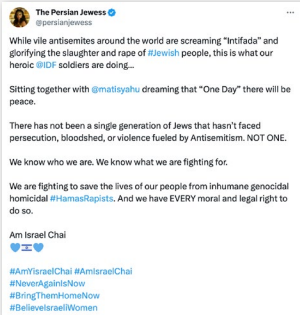 The Persian Jewess
@persianjewess
While vile antisemites around the world are screaming "Intifada" and
glorifying the slaughter and rape of #Jewish people, this is what our
heroic @IDF soldiers are doing...
Sitting together with @matisyahu dreaming that "One Day" there will be
peace.
There has not been a single generation of Jews that hasn't faced
persecution, bloodshed, or violence fueled by Antisemitism. NOT ONE.
We know who we are. We know what we are fighting for.
We are fighting to save the lives of our people from inhumane genocidal
homicidal #HamasRapists. And we have EVERY moral and legal right to
do so.
Am Israel Chai
💙🇮🇱💙
#AmYisraelChai #AmIsraelChai
#NeverAgainIsNow
#BringThemHomeNow
#BelieveIsraeliWomen